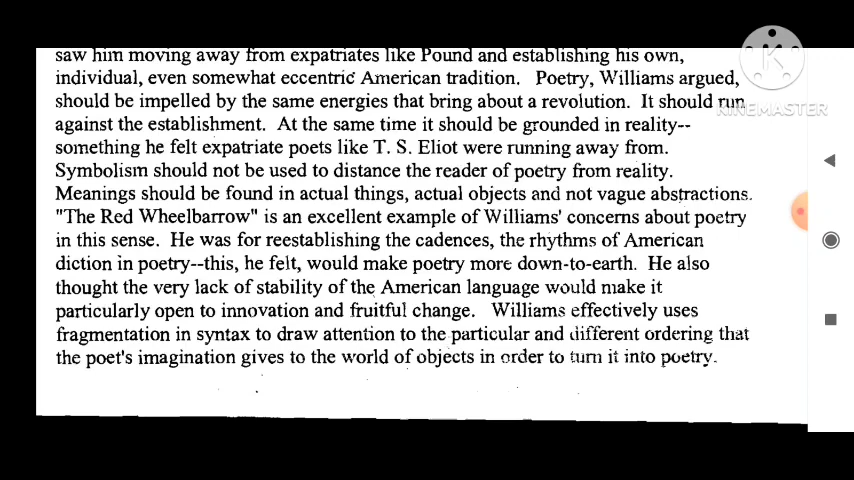 saw him moving away from expatriates like Pound and establishing his own,
individual, even somewhat eccentric American tradition. Poetry, Williams argued,
should be impelled by the same energies that bring about a revolution. It should run
against the establishment. At the same time it should be grounded in reality--
something he felt expatriate poets like T. S. Eliot were running away from.
Symbolism should not be used to distance the reader of poetry from reality.
Meanings should be found in actual things, actual objects and not vague abstractions.
"The Red Wheelbarrow" is an excellent example of Williams' concerns about poetry
in this sense. He was for reestablishing the cadences, the rhythms of American
diction in poetry--this, he felt, would make poetry more down-to-earth. He also
thought the very lack of stability of the American language would make it
particularly open to innovation and fruitful change. Williams effectively uses
fragmentation in syntax to draw attention to the particular and different ordering that
the poet's imagination gives to the world of objects in order to turn it into poetry.
KINEMASTER